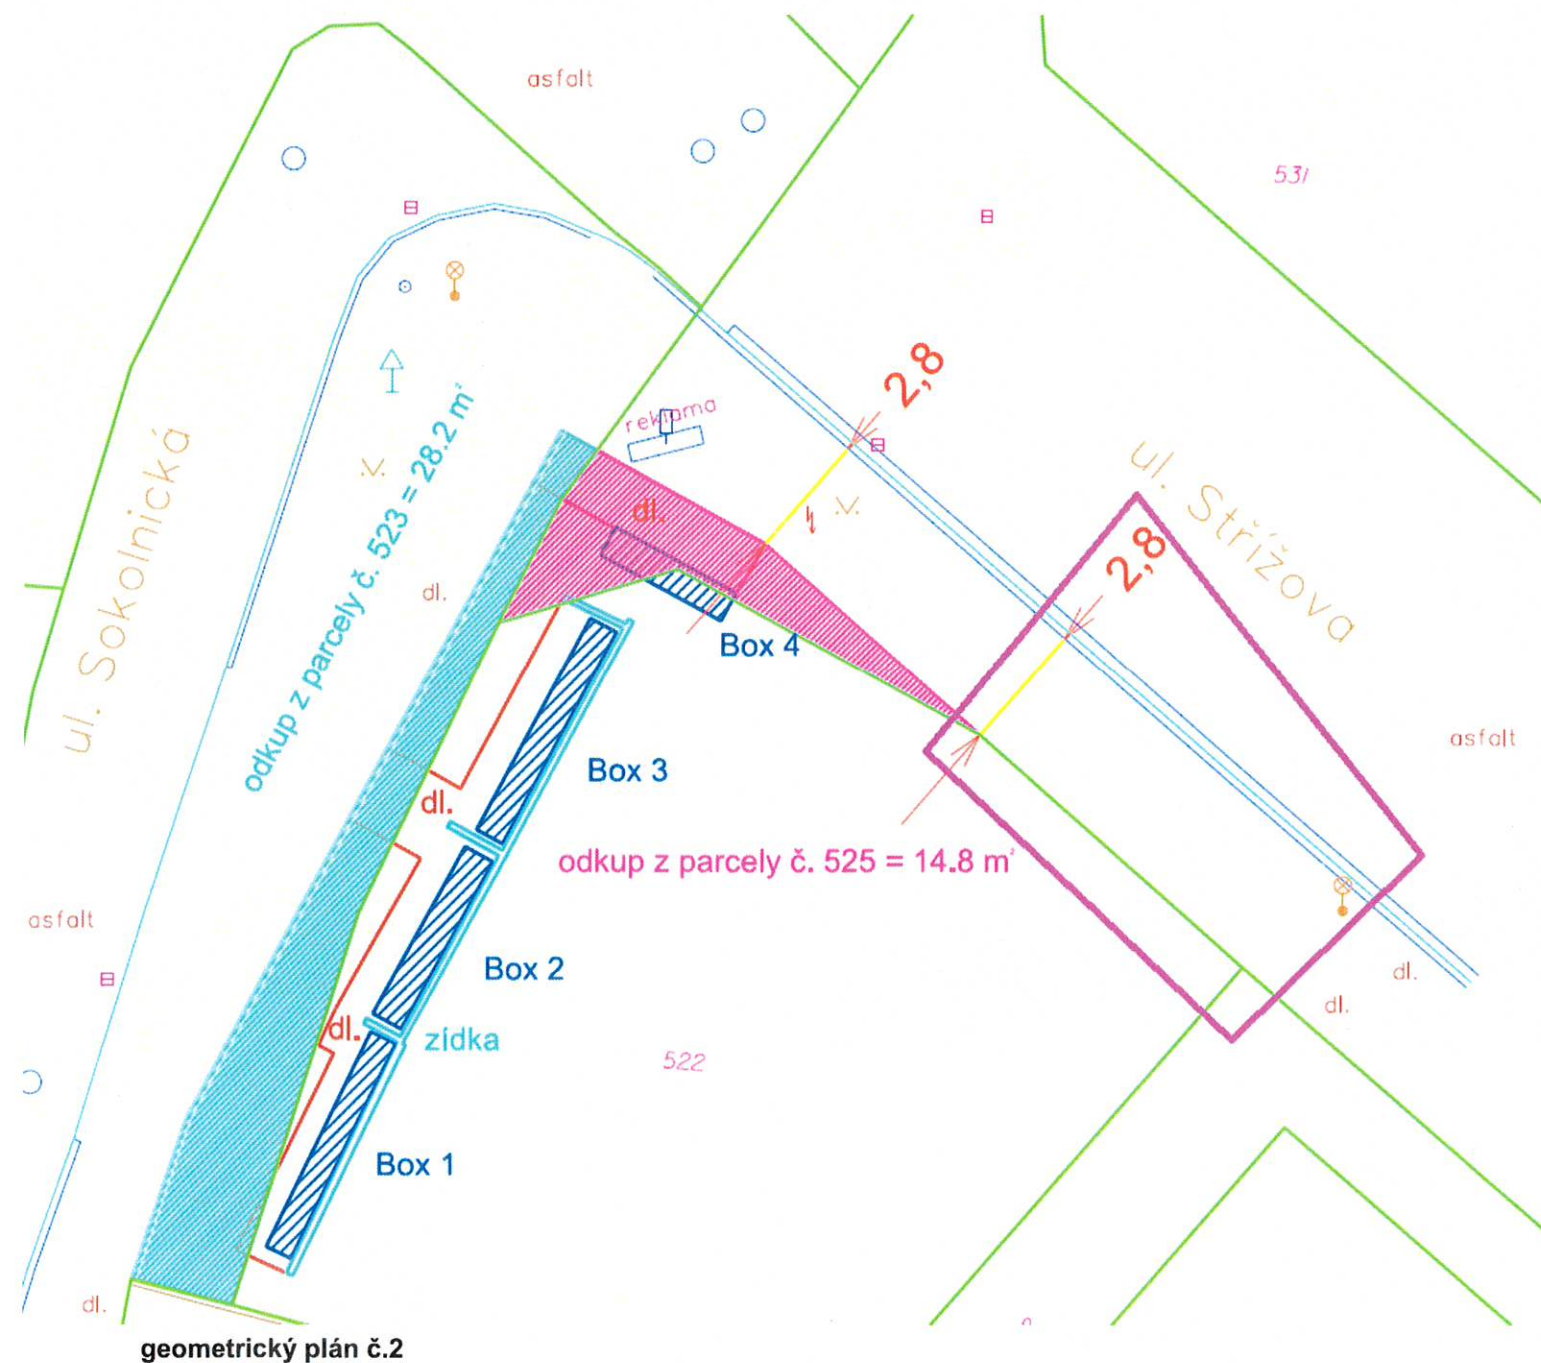 asfalt
531
2,8
reklama
ul. Sokolnická
odkup z parcely č. 523 = 28.2 m²
.V.
dl.
.V.
ul. Střížova
2,8
dl.
Box 4
Box 3
dl.
asfalt
odkup z parcely č. 525 = 14.8 m²
asfalt
Box 2
dl.
dl.
dl.
zídka
522
Box 1
dl.
geometrický plán č.2